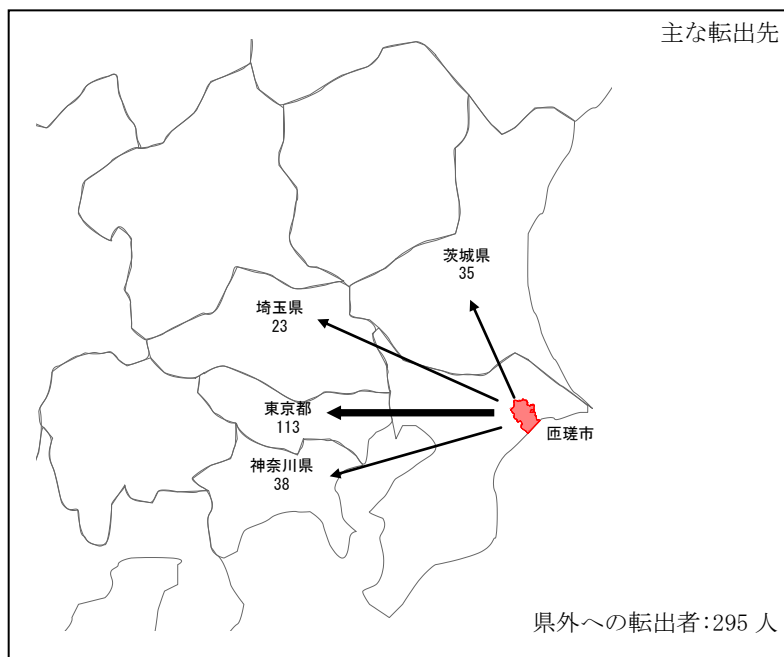 主な転出先
茨城県
35
埼玉県
23
東京都
113
匝瑳市
神奈川県
38
県外への転出者:295 人